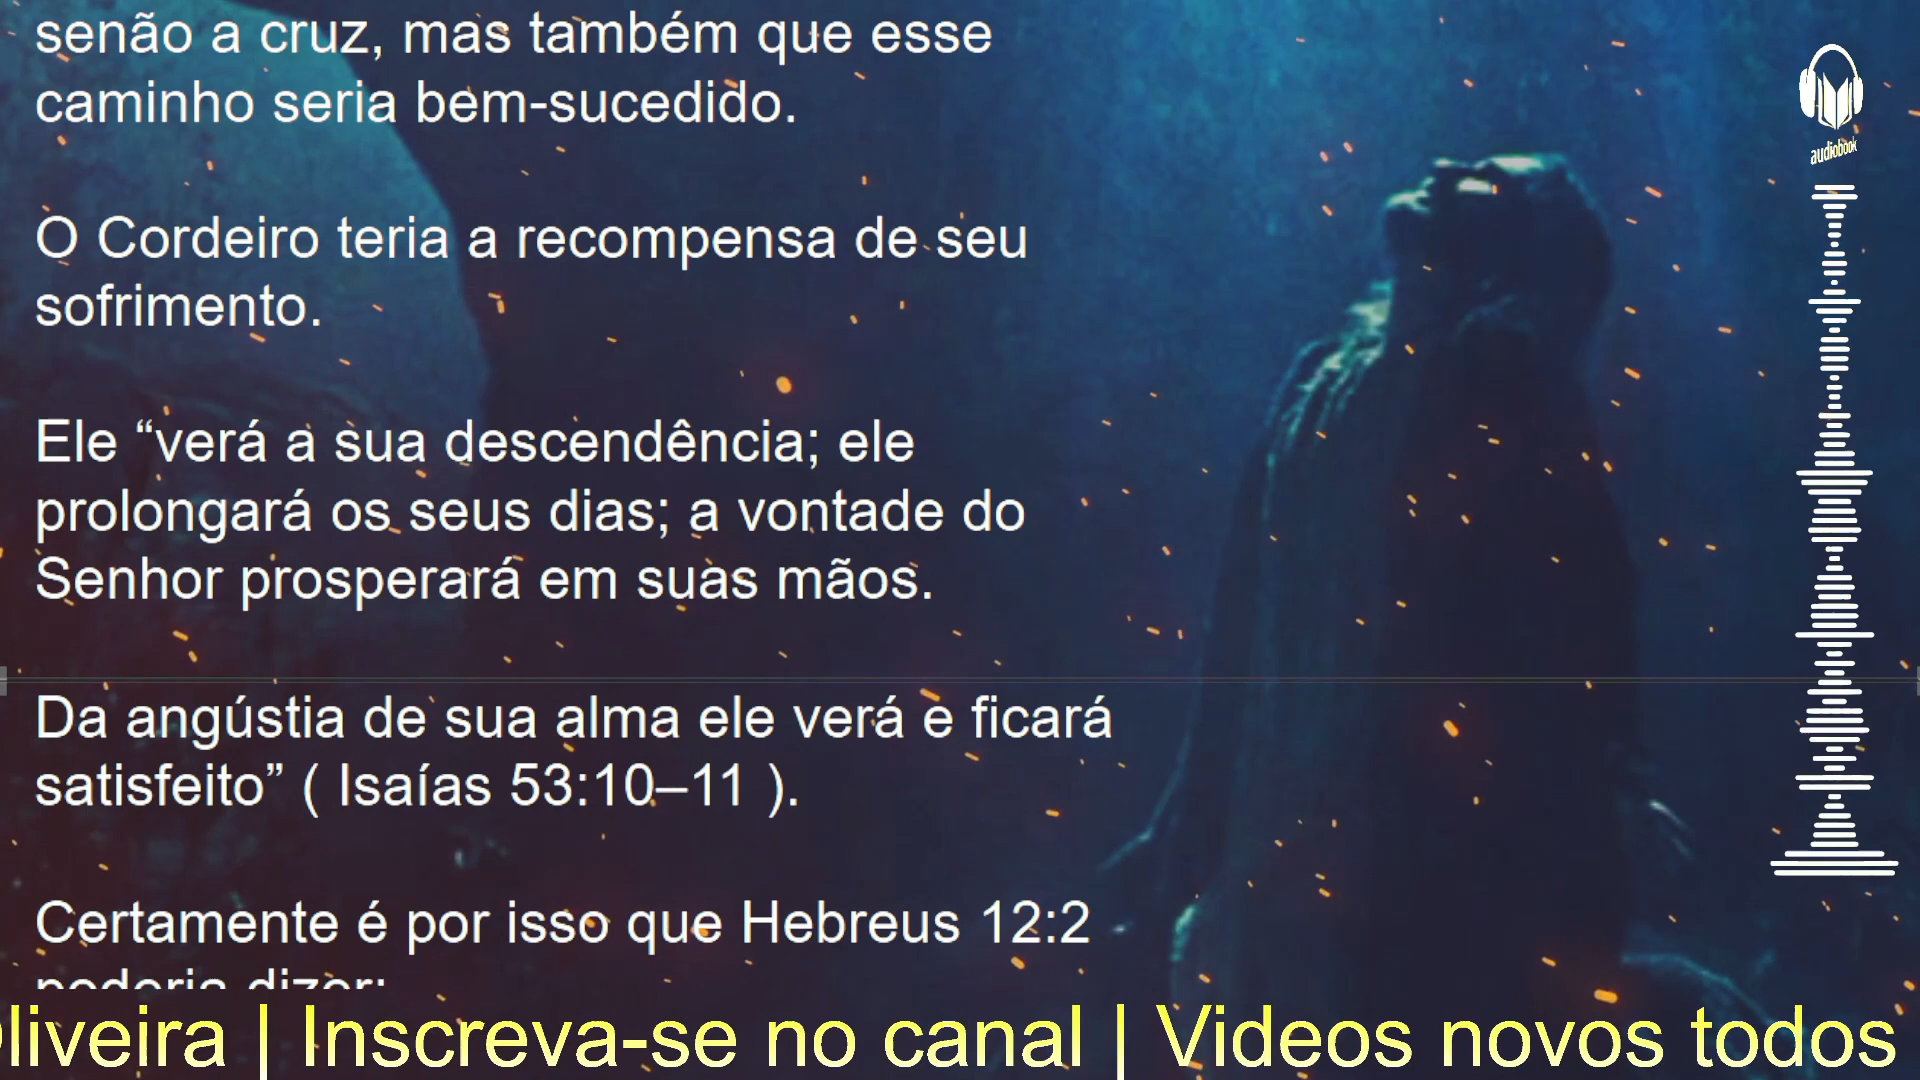 senão a cruz, mas também que esse
caminho seria bem-sucedido.
O Cordeiro teria a recompensa de seu
sofrimento.
Ele “verá a sua descendência; ele
prolongará os seus dias; a vontade do
Senhor prosperará em suas mãos.
Da angústia de sua alma ele verá e ficará
satisfeito” ( Isaías 53:10–11 ).
Certamente é por isso que Hebreus 12:2
poderia dizer:
audiobook
liveira | Inscreva-se no canal | Videos novos todos